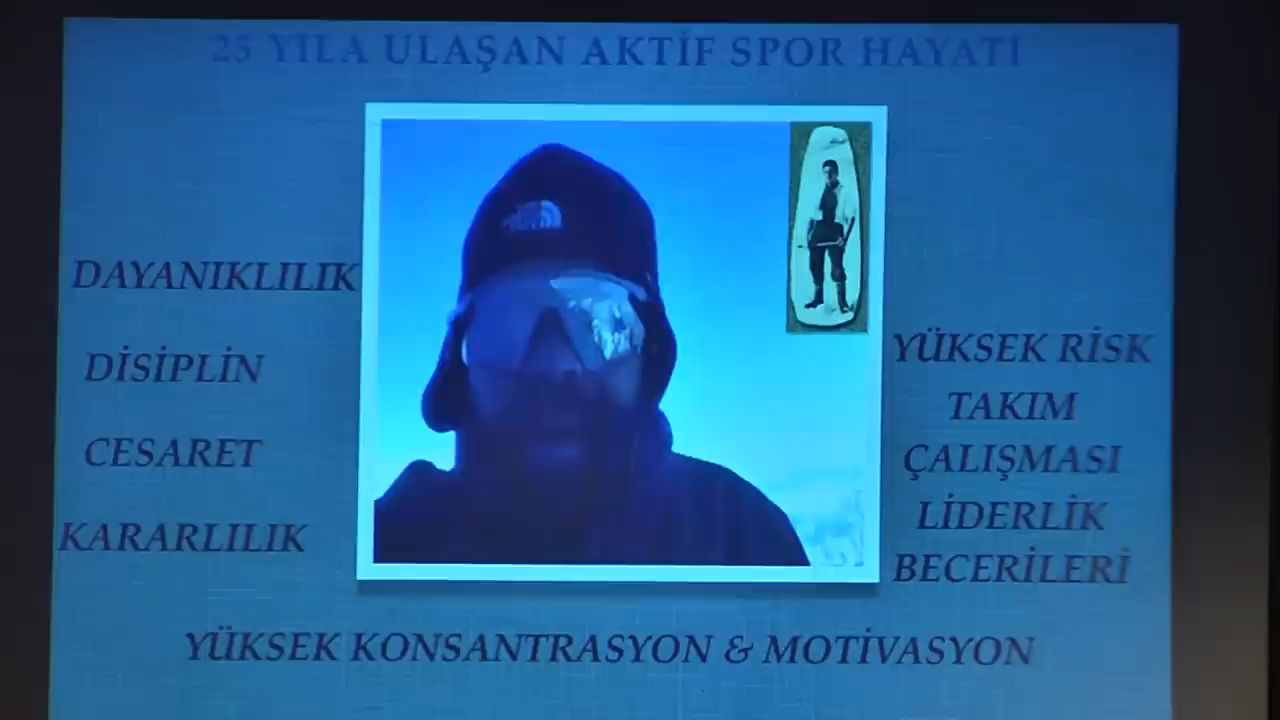 25 YILA ULAŞAN AKTİF SPOR HAYATI
DAYANIKLILIK
DİSİPLİN
CESARET
KARARLILIK
YÜKSEK RİSK
TAKIM
ÇALIŞMASI
LİDERLİK
BECERİLERİ
YÜKSEK KONSANTRASYON & MOTİVASYON